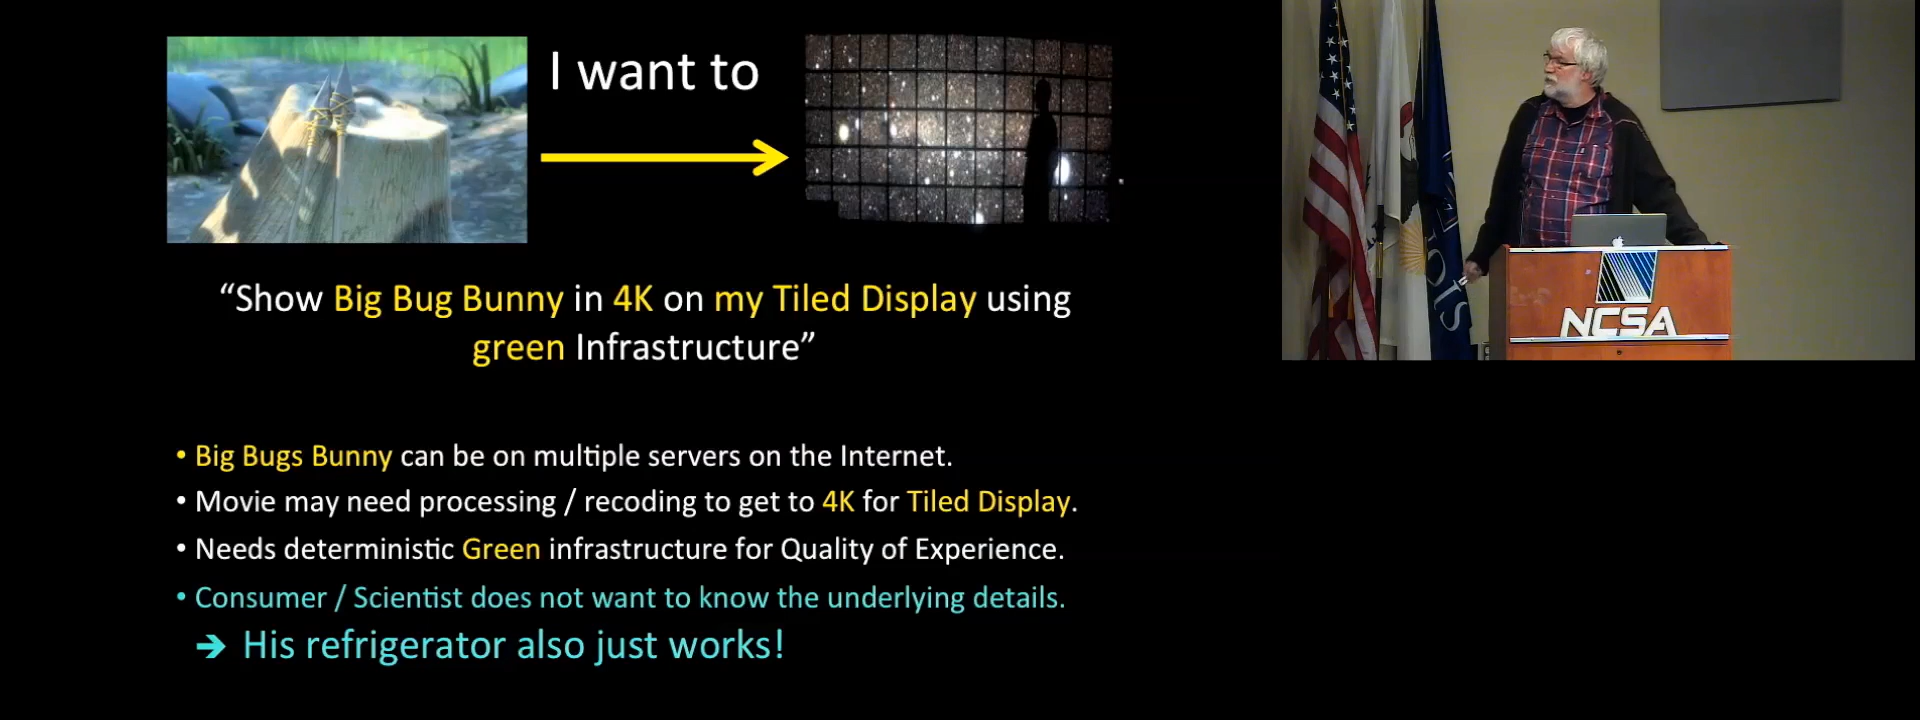 I want to
“Show Big Bug Bunny in 4K on my Tiled Display using
green Infrastructure”
• Big Bugs Bunny can be on multiple servers on the Internet.
• Movie may need processing / recoding to get to 4K for Tiled Display.
• Needs deterministic Green infrastructure for Quality of Experience.
• Consumer / Scientist does not want to know the underlying details.
➔ His refrigerator also just works!
NCSA